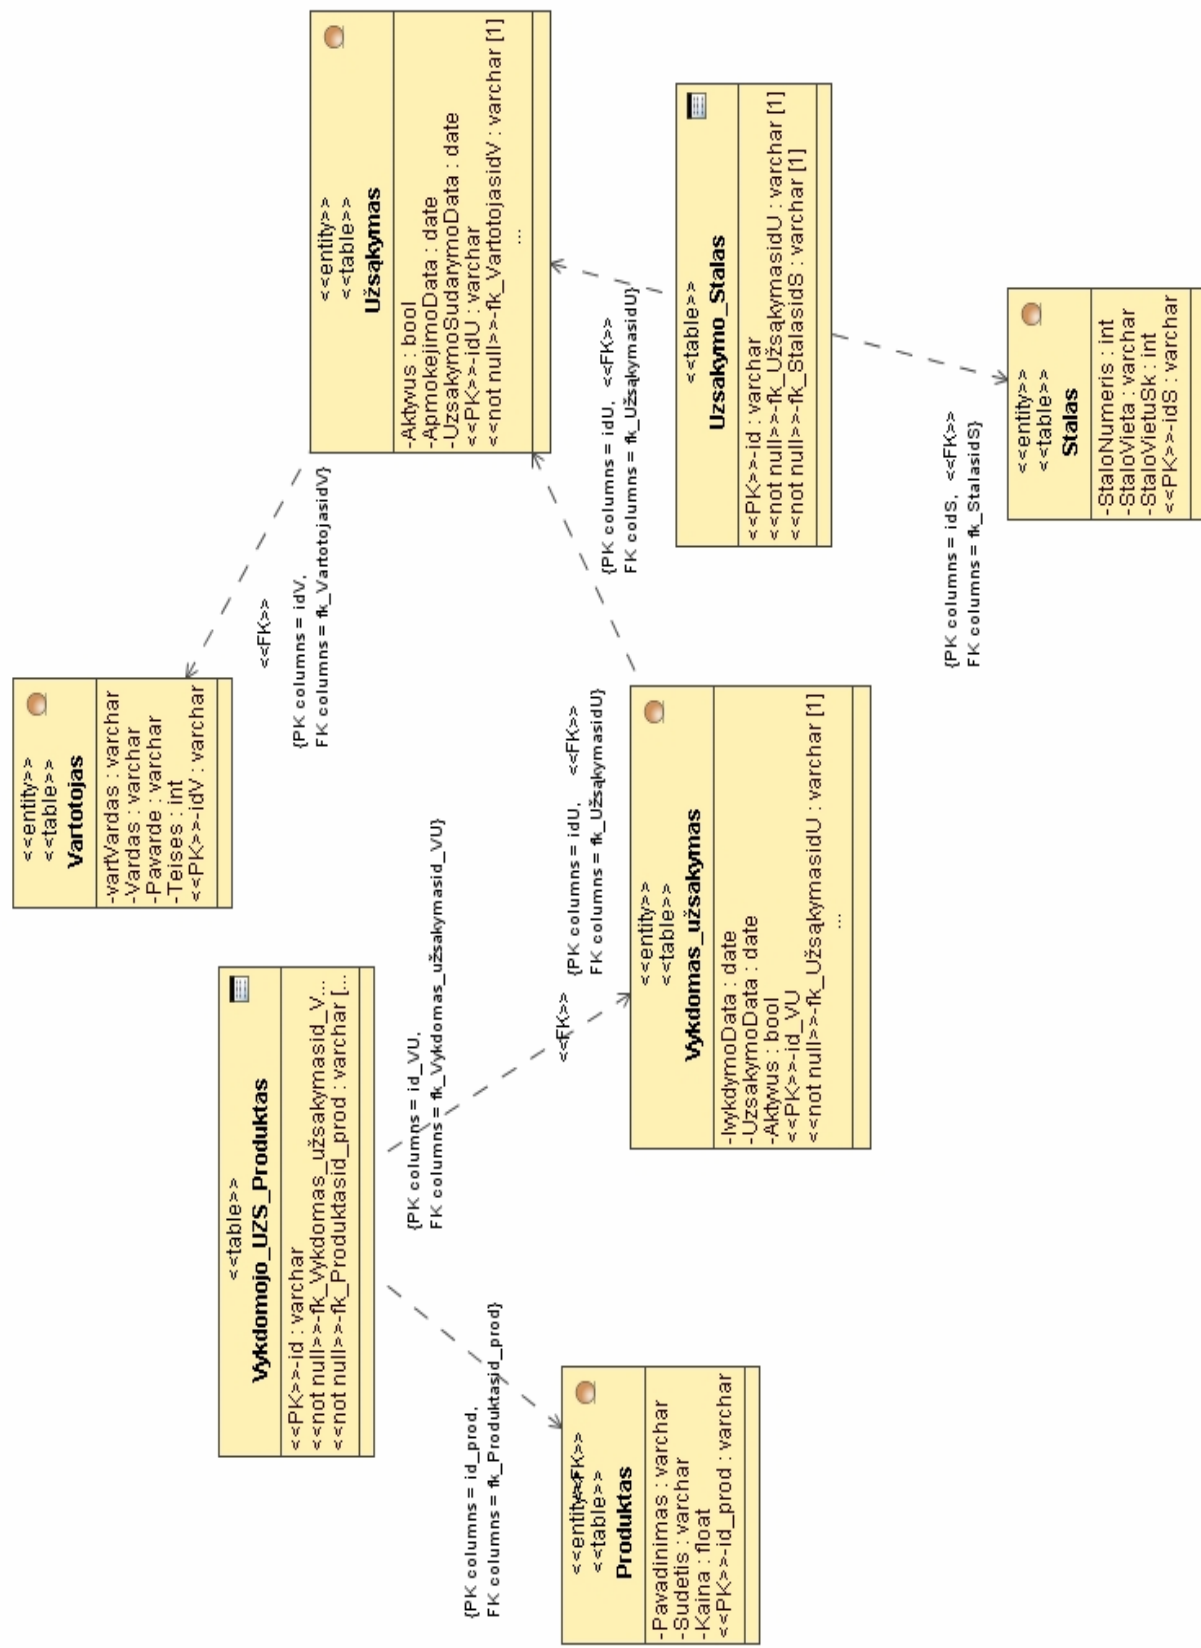 <<entity>>
<<table>>
Vartotojas
-vartVardas : varchar
-Vardas : varchar
-Pavarde : varchar
-Teises : int
<<PK>>-idV : varchar
<<FK>>
{PK columns = idV,
FK columns = fk_VartotojasidV}
<<entity>>
<<table>>
Užsąkymas
-Aktyvus : bool
-ApmokejimoData : date
-UzsakymoSudarymoData : date
<<PK>>-idU : varchar
<<not null>>-fk_VartotojasidV : varchar [1]
...
<<table>>
Vykdomojo_UZS_Produktas
<<PK>>-id : varchar
<<not null>>-fk_Vykdomas_užsakymasid_V...
<<not null>>-fk_Produktasid_prod : varchar [...
{PK columns = id_VU,
FK columns = fk_Vykdomas_užsakymasid_VU}
<<FK>>
{PK columns = idU, <<FK>>
FK columns = fk_UžsąkymasidU}
{PK columns = idU, <<FK>>
FK columns = fk_UžsąkymasidU}
{PK columns = id_prod,
FK columns = fk_Produktasid_prod}
<<FK>>
<<entity>>
<<table>>
Produktas
-Pavadinimas : varchar
-Sudetis : varchar
-Kaina : float
<<PK>>-id_prod : varchar
<<entity>>
<<table>>
Vykdomas_užsakymas
-IvykdymoData : date
-UzsakymoData : date
-Aktyvus : bool
<<PK>>-id_VU
<<not null>>-fk_UžsąkymasidU : varchar [1]
...
<<table>>
Uzsakymo_Stalas
<<PK>>-id : varchar
<<not null>>-fk_UžsąkymasidU : varchar [1]
<<not null>>-fk_StalasidS : varchar [1]
{PK columns = idS, <<FK>>
FK columns = fk_StalasidS}
<<entity>>
<<table>>
Stalas
-StaloNumeris : int
-StaloVieta : varchar
-StaloVietuSk : int
<<PK>>-idS : varchar